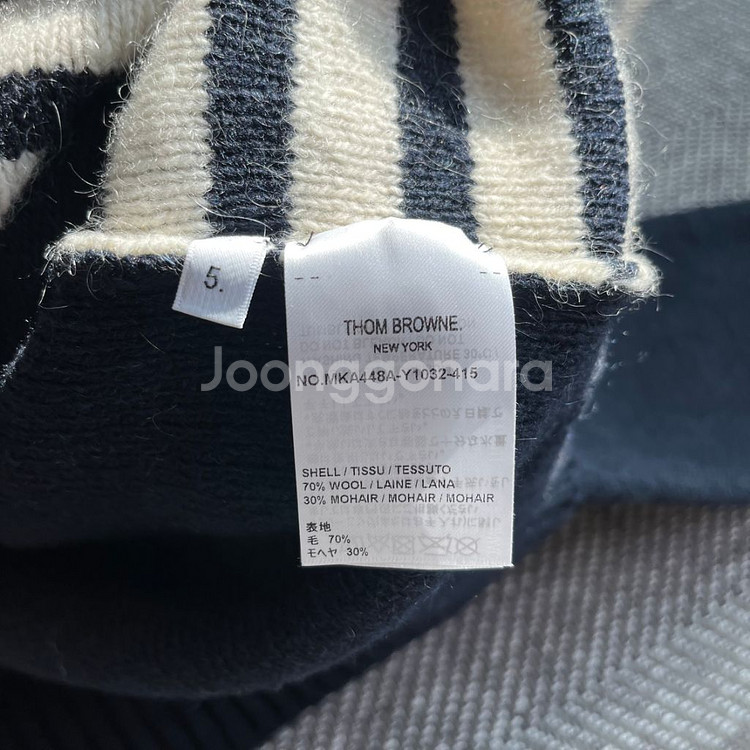 5.
THOM BROWNE.
NEW YORK
NO.MKA448A-Y1032-415
Joonggonara
SHELL / TISSU / TESSUTO
70% WOOL / LAINE / LANA
30% MOHAIR / MOHAIR / MOHAIR
表地
毛 70%
モヘヤ 30%